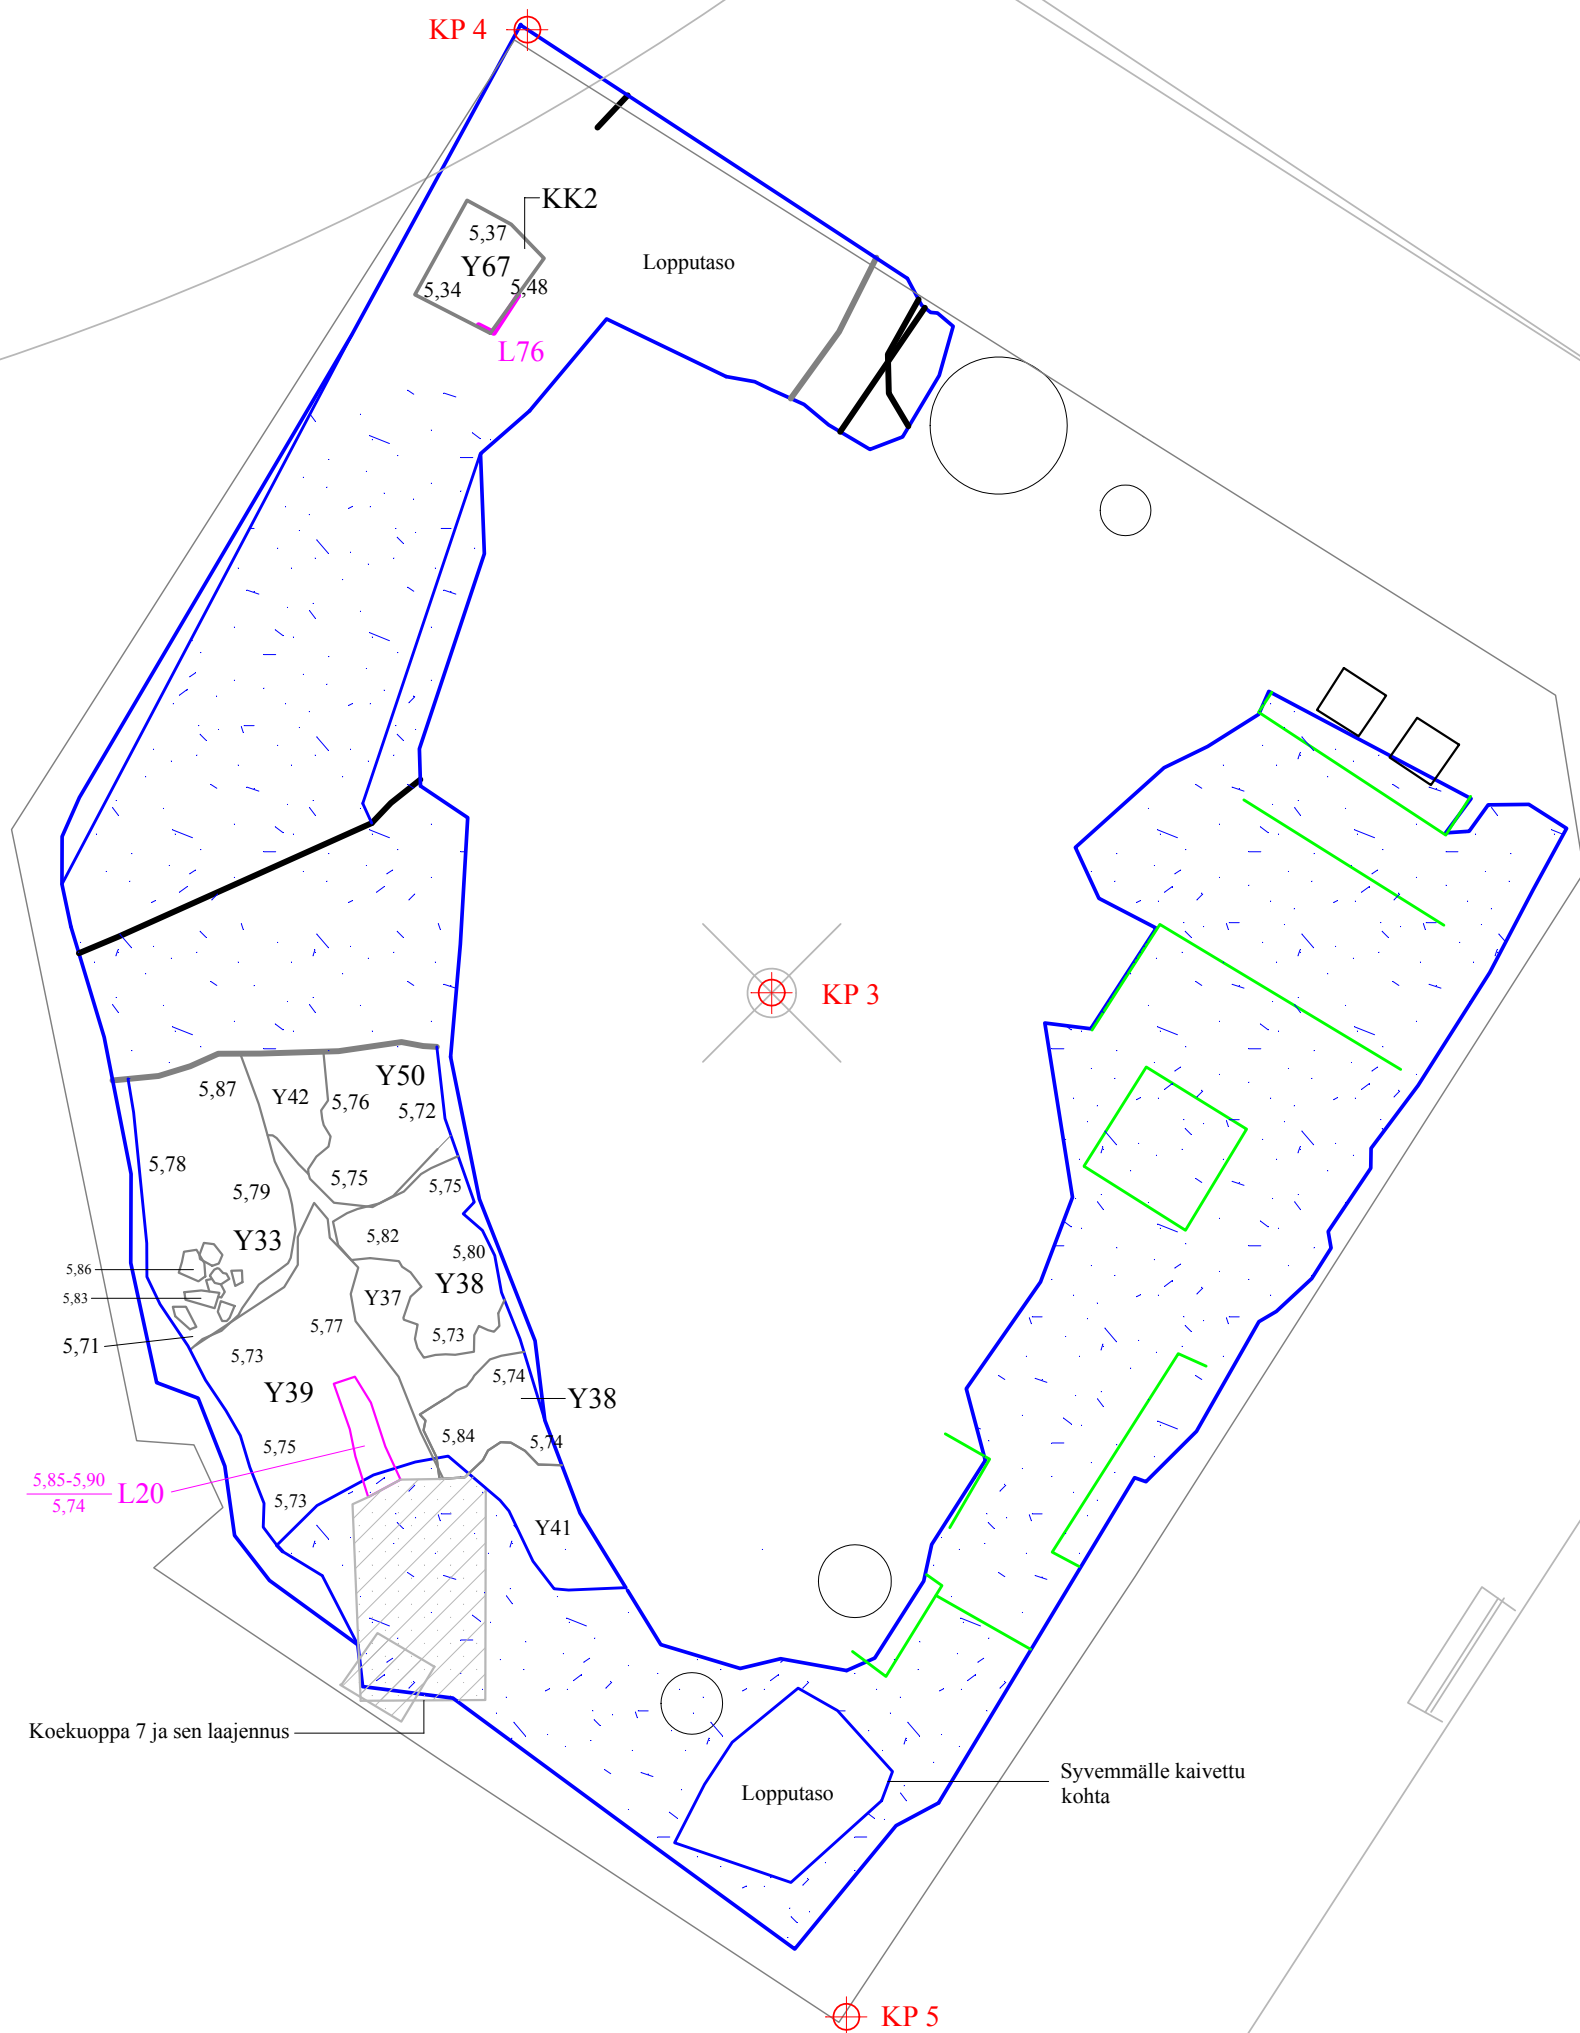 KP 4
KK2
5,37
Y67
5,34
5,48
L76
Lopputaso
KP 3
Y50
5,87
Y42
5,76
5,72
5,78
5,79
5,75
5,75
Y33
5,82
5,80
Y38
5,86
5,83
Y37
5,71
5,77
5,73
5,73
Y39
5,74
Y38
5,75
5,84
5,74
5,85-5,90
5,74
L20
5,73
Y41
Koekuoppa 7 ja sen laajennus
Lopputaso
Syvemmälle kaivettu
kohta
KP 5